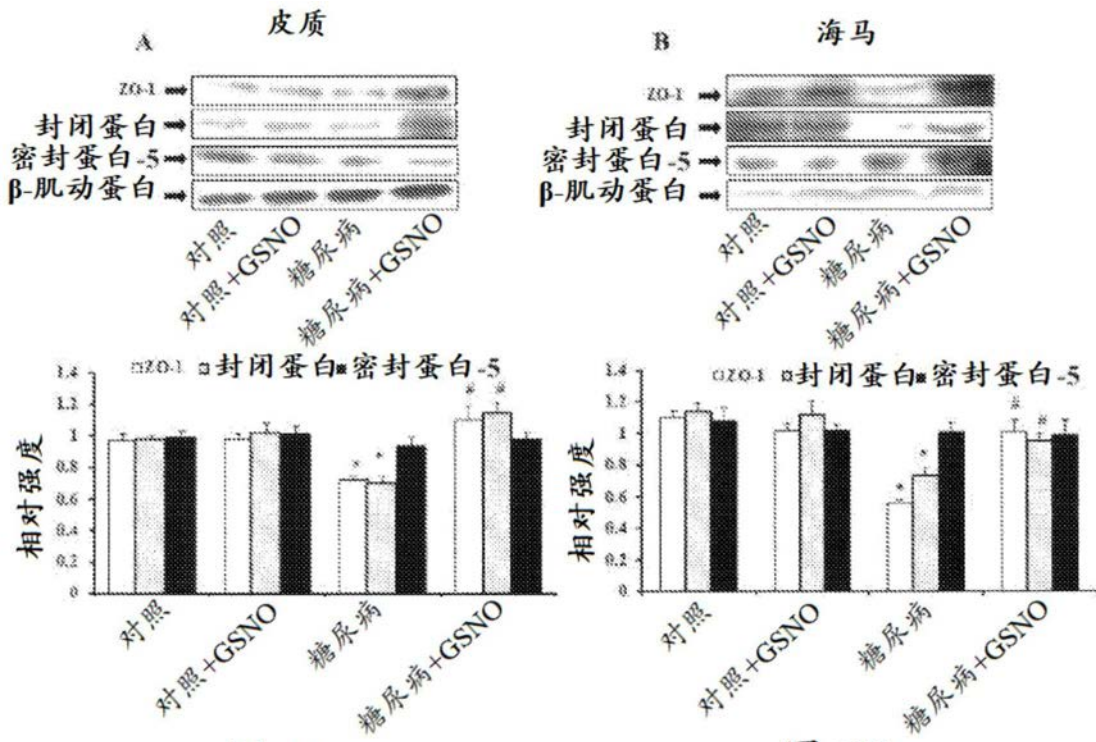 A 皮质
ZO-1
封闭蛋白
密封蛋白-5
β-肌动蛋白
对照
对照+GSNO
糖尿病
糖尿病+GSNO
B 海马
ZO-1
封闭蛋白
密封蛋白-5
β-肌动蛋白
对照
对照+GSNO
糖尿病
糖尿病+GSNO
ZO-1 封闭蛋白 密封蛋白-5
相对强度
1.4
1.2
1
0.8
0.6
0.4
0.2
0
* *
# #
对照
对照+GSNO
糖尿病
糖尿病+GSNO
ZO-1 封闭蛋白 密封蛋白-5
相对强度
1.4
1.2
1
0.8
0.6
0.4
0.2
0
* *
# #
对照
对照+GSNO
糖尿病
糖尿病+GSNO